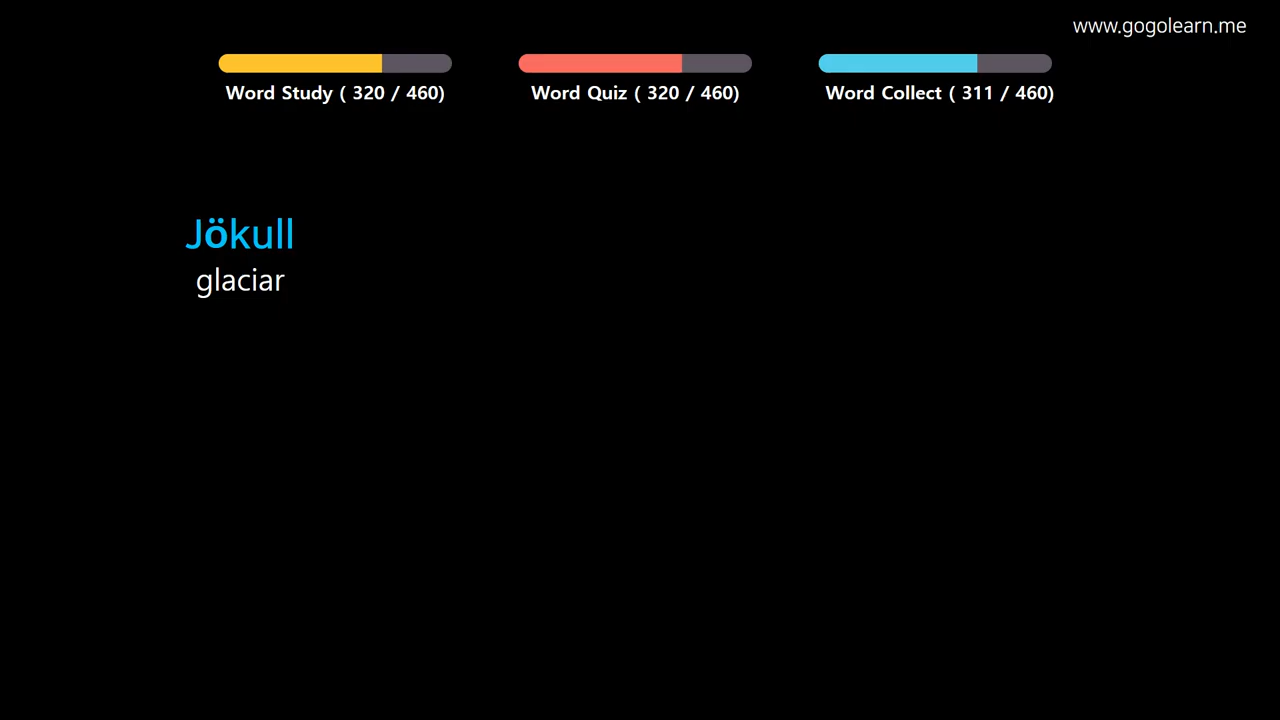 www.gogolearn.me
Word Study ( 320 / 460)
Word Quiz ( 320 / 460)
Word Collect ( 311 / 460)
Jökull
glaciar